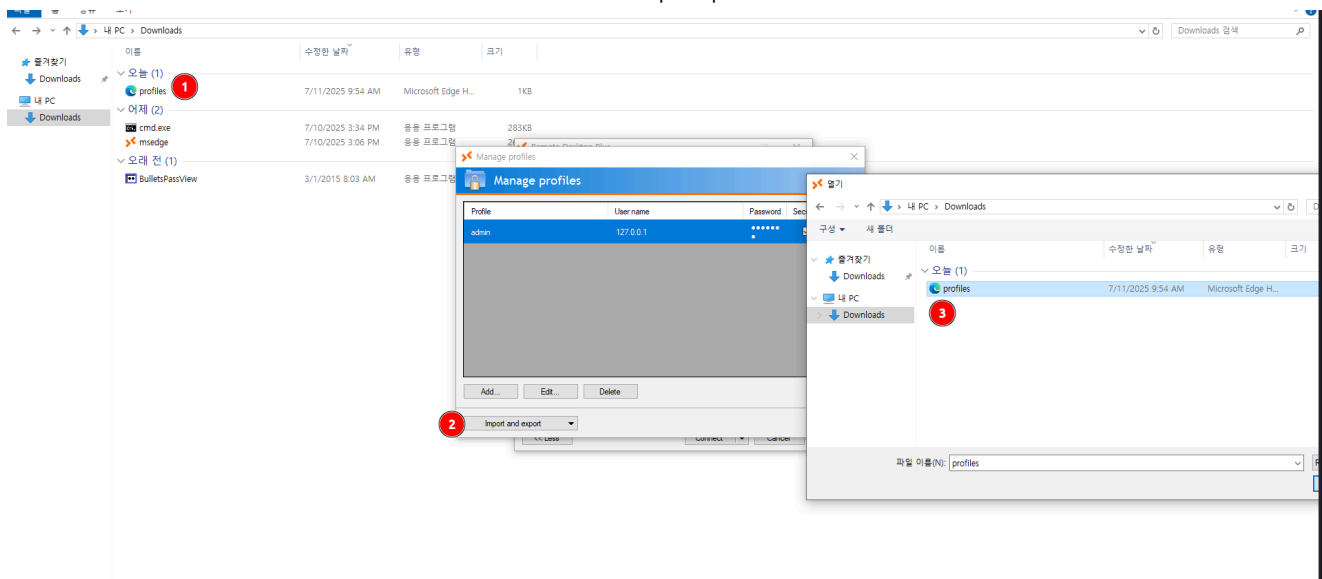 내 PC > Downloads
Downloads 검색
이름 수정한 날짜 유형 크기
즐겨찾기
Downloads
내 PC
Downloads
오늘 (1)
profiles 7/11/2025 9:54 AM Microsoft Edge H... 1KB
1
어제 (2)
cmd.exe 7/10/2025 3:34 PM 응용 프로그램 283KB
msedge 7/10/2025 3:06 PM 응용 프로그램
오래 전 (1)
BulletsPassView 3/1/2015 8:03 AM 응용 프로그램
Remote Desktop Plus
Manage profiles
Manage profiles
Profile User name Password Sec
admin 127.0.0.1
Add... Edit... Delete
2
Import and export
<< Less Connect Cancel
열기
내 PC > Downloads
구성 새 폴더
이름 수정한 날짜 유형 크기
즐겨찾기
Downloads
내 PC
Downloads
오늘 (1)
profiles 7/11/2025 9:54 AM Microsoft Edge H...
3
파일 이름(N): profiles